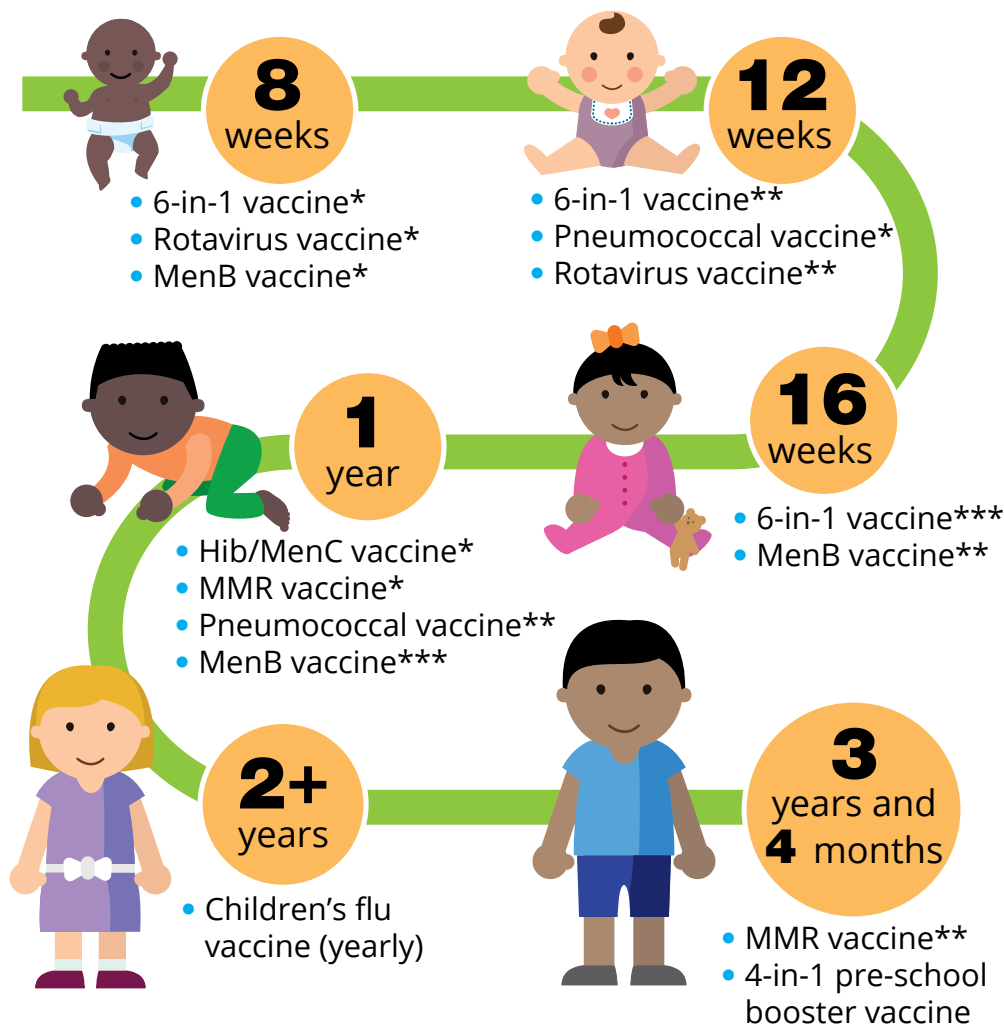 8
weeks
• 6-in-1 vaccine*
• Rotavirus vaccine*
• MenB vaccine*
12
weeks
• 6-in-1 vaccine**
• Pneumococcal vaccine*
• Rotavirus vaccine**
16
weeks
• 6-in-1 vaccine***
• MenB vaccine**
1
year
• Hib/MenC vaccine*
• MMR vaccine*
• Pneumococcal vaccine**
• MenB vaccine***
2+
years
• Children’s flu
vaccine (yearly)
3
years and
4 months
• MMR vaccine**
• 4-in-1 pre-school
booster vaccine